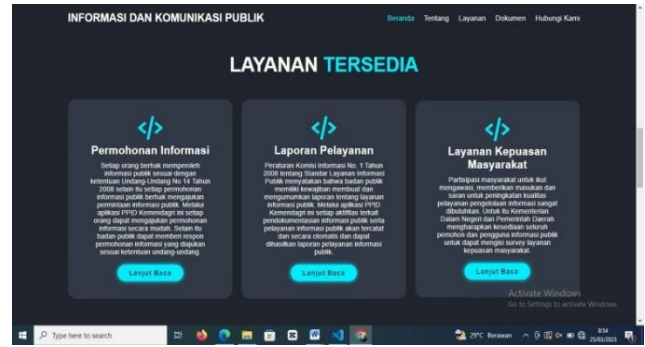 INFORMASI DAN KOMUNIKASI PUBLIK
Beranda Tentang Layanan Dokumen Hubungi Kami
LAYANAN TERSEDIA
</>
Permohonan Informasi
Setiap orang berhak memperoleh
informasi publik sesuai dengan
ketentuan Undang-Undang No 14 Tahun
2008 selain itu setiap permohonan
informasi publik berhak mengajukan
permintaan informasi publik. Melalui
aplikasi PPID Kemendagri ini setiap
orang dapat mengajukan permohonan
informasi secara mudah. Selain itu
badan publik dapat memberi respon
permohonan informasi yang diajukan
sesuai ketentuan undang-undang.
Lanjut Baca
</>
Laporan Pelayanan
Peraturan Komisi Informasi No. 1 Tahun
2008 tentang Standar Layanan Informasi
Publik menyatakan bahwa badan publik
memiliki kewajiban membuat dan
mengumumkan laporan tentang layanan
informasi publik. Melalui aplikasi PPID
Kemendagri ini setiap aktifitas terkait
pendokumentasian informasi publik serta
pelayanan informasi publik akan tercatat
dan secara otomatis dan dapat
dihasilkan laporan pelayanan informasi
publik.
Lanjut Baca
</>
Layanan Kepuasan
Masyarakat
Partisipasi masyarakat untuk ikut
mengawasi, memberikan masukan dan
saran untuk peningkatan kualitas
pelayanan pengelolaan informasi sangat
dibutuhkan. Untuk itu Kementerian
Dalam Negeri dan Pemerintah Daerah
mengharapkan kesediaan seluruh
pemohon dan pengguna informasi publik
untuk dapat mengisi survey layanan
kepuasan masyarakat.
Lanjut Baca
Activate Windows
Go to Settings to activate Windows.
Type here to search
29°C Berawan
8:54
25/03/2023